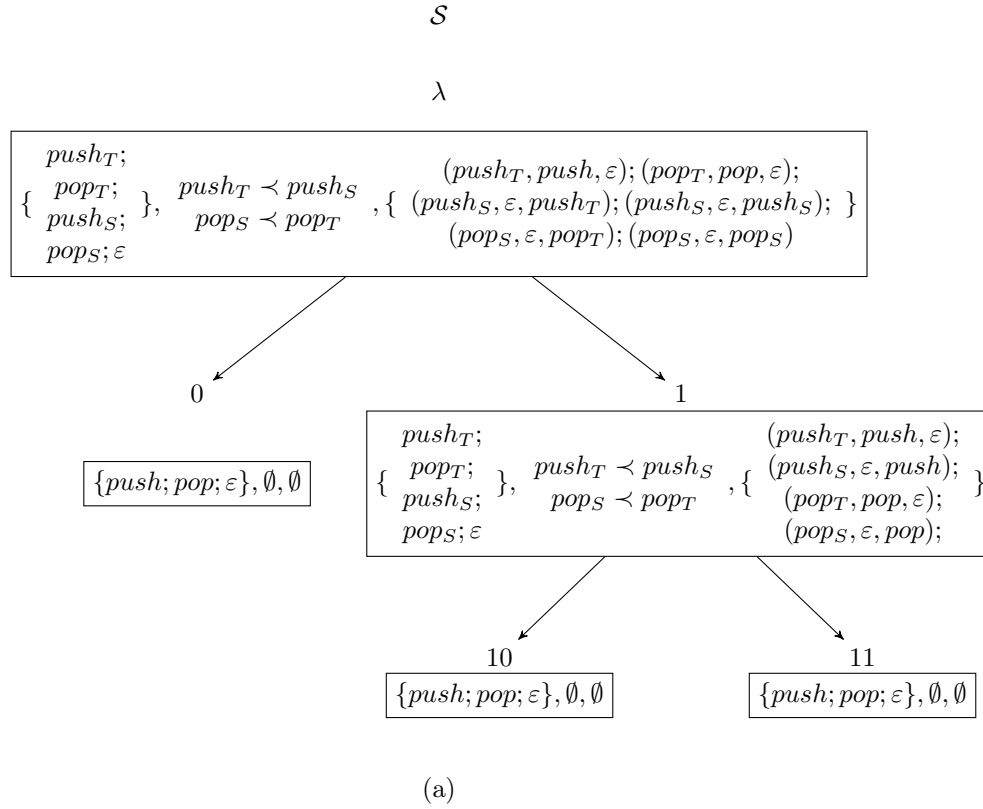 𝒮
λ
{ push_T; pop_T; push_S; pop_S; ε }, push_T ≺ push_S pop_S ≺ pop_T , { (push_T, push, ε); (pop_T, pop, ε); (push_S, ε, push_T); (push_S, ε, push_S); (pop_S, ε, pop_T); (pop_S, ε, pop_S) }
0
1
{push; pop; ε}, ∅, ∅
{ push_T; pop_T; push_S; pop_S; ε }, push_T ≺ push_S pop_S ≺ pop_T , { (push_T, push, ε); (push_S, ε, push); (pop_T, pop, ε); (pop_S, ε, pop); }
10
11
{push; pop; ε}, ∅, ∅
{push; pop; ε}, ∅, ∅
(a)